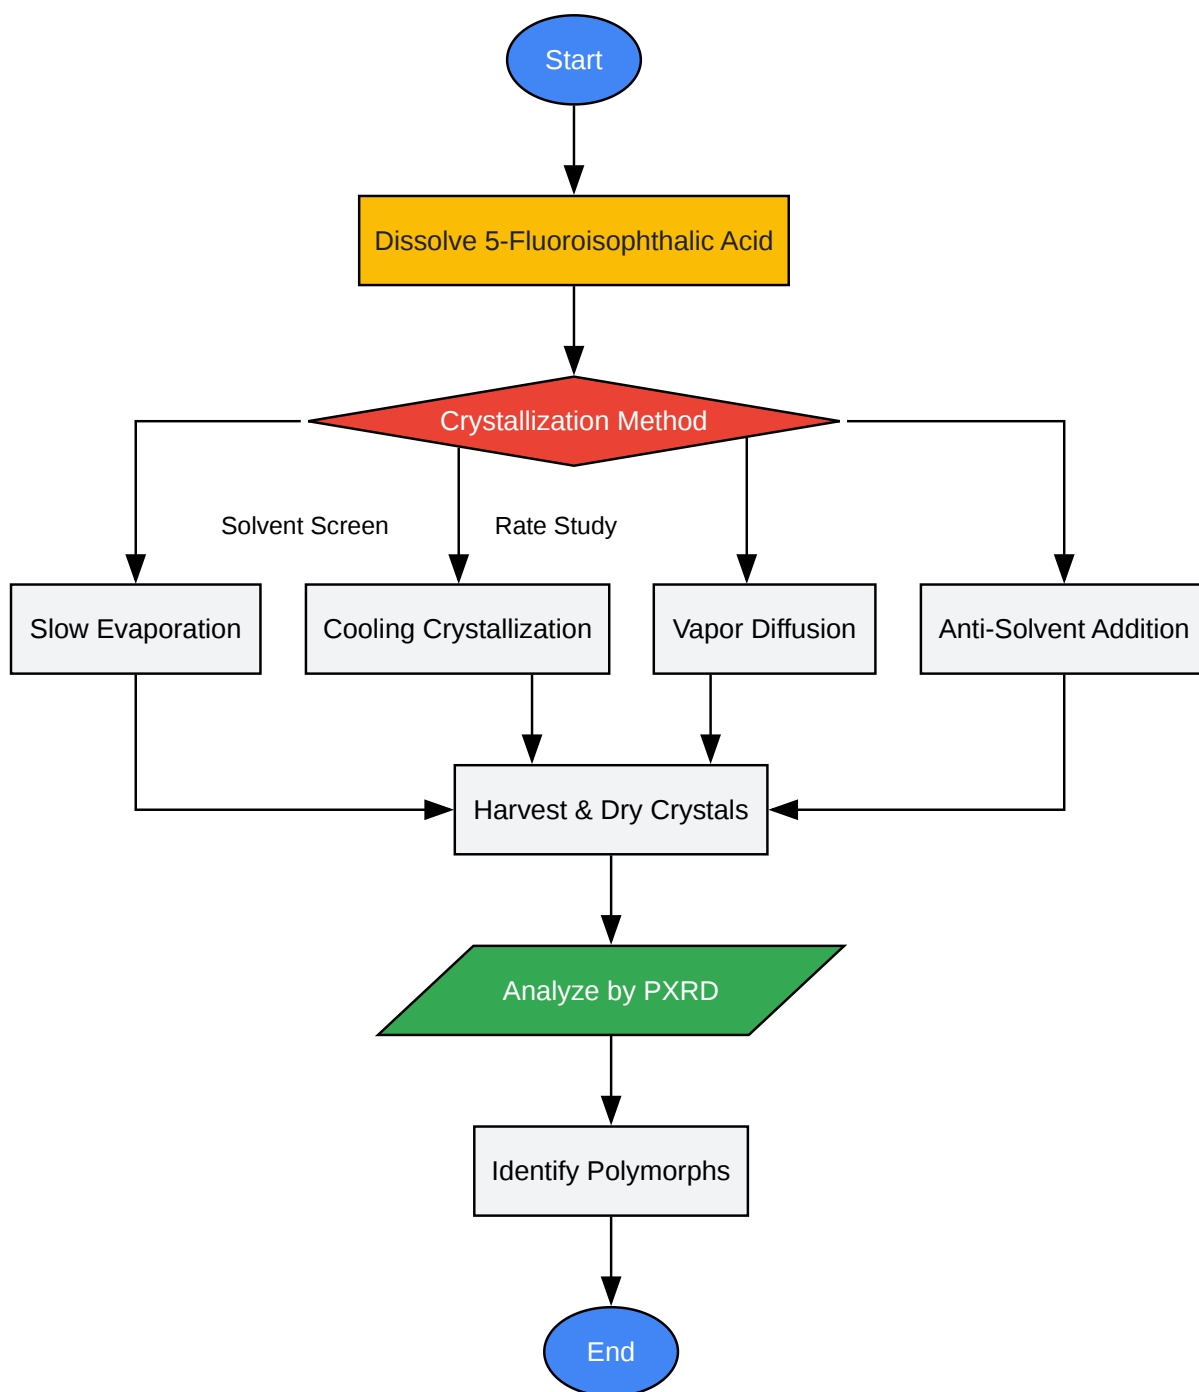 Start
Dissolve 5-Fluoroisophthalic Acid
Crystallization Method
Solvent Screen
Rate Study
Slow Evaporation
Cooling Crystallization
Vapor Diffusion
Anti-Solvent Addition
Harvest & Dry Crystals
Analyze by PXRD
Identify Polymorphs
End